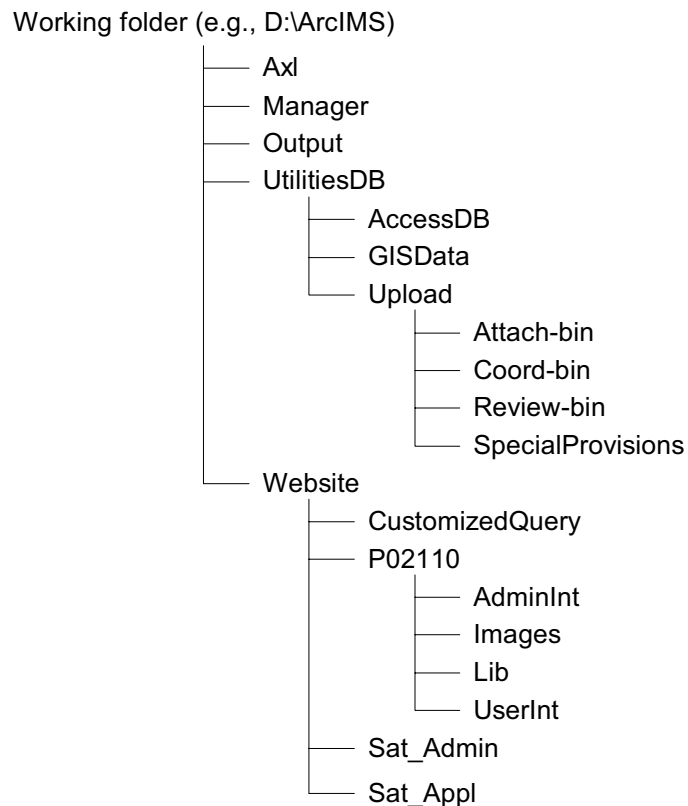 Working folder (e.g., D:\ArcIMS)
Axl
Manager
Output
UtilitiesDB
AccessDB
GISData
Upload
Attach-bin
Coord-bin
Review-bin
SpecialProvisions
Website
CustomizedQuery
P02110
AdminInt
Images
Lib
UserInt
Sat_Admin
Sat_Appl